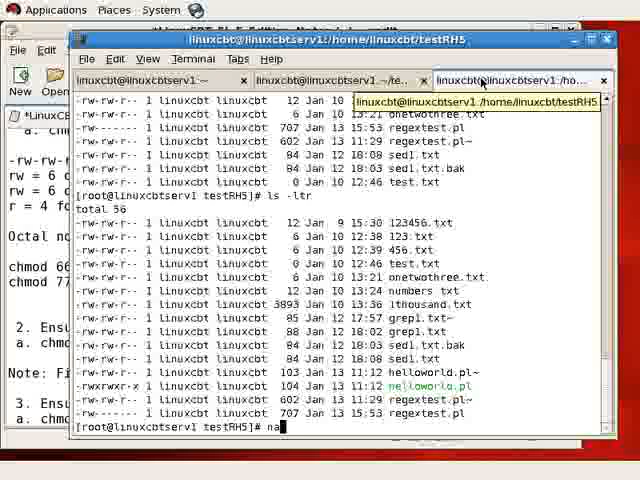 Applications Places System
File Edit
New Open
*LinuxCB
a. ch
-rw-rw-r
rw = 6
r = 4 fo
Octal no
chmod 66
chmod 77
2. Ensu
a. chmo
Note: Fi
3. Ensu
a. chmo
linuxcbt@linuxcbtserv1:/home/linuxcbt/testRH5
File Edit View Terminal Tabs Help
linuxcbt@linuxcbtserv1:~ linuxcbt@linuxcbtserv1:~/te... linuxcbt@linuxcbtserv1:/ho...
linuxcbt@linuxcbtserv1:/home/linuxcbt/testRH5
-rw-rw-r-- 1 linuxcbt linuxcbt 12 Jan 10
-rw-rw-r-- 1 linuxcbt linuxcbt 6 Jan 10 13:21 onetwothree.txt
-rw------- 1 linuxcbt linuxcbt 707 Jan 13 15:53 regextest.pl
-rw-rw-r-- 1 linuxcbt linuxcbt 602 Jan 13 11:29 regextest.pl~
-rw-rw-r-- 1 linuxcbt linuxcbt 84 Jan 12 18:08 sed1.txt
-rw-rw-r-- 1 linuxcbt linuxcbt 84 Jan 12 18:03 sed1.txt.bak
-rw-rw-r-- 1 linuxcbt linuxcbt 0 Jan 10 12:46 test.txt
[root@linuxcbtserv1 testRH5]# ls -ltr
total 56
-rw-rw-r-- 1 linuxcbt linuxcbt 12 Jan 9 15:30 123456.txt
-rw-rw-r-- 1 linuxcbt linuxcbt 6 Jan 10 12:38 123.txt
-rw-rw-r-- 1 linuxcbt linuxcbt 6 Jan 10 12:39 456.txt
-rw-rw-r-- 1 linuxcbt linuxcbt 0 Jan 10 12:46 test.txt
-rw-rw-r-- 1 linuxcbt linuxcbt 6 Jan 10 13:21 onetwothree.txt
-rw-rw-r-- 1 linuxcbt linuxcbt 12 Jan 10 13:24 numbers.txt
-rw-rw-r-- 1 linuxcbt linuxcbt 3893 Jan 10 13:36 1thousand.txt
-rw-rw-r-- 1 linuxcbt linuxcbt 85 Jan 12 17:57 grep1.txt~
-rw-rw-r-- 1 linuxcbt linuxcbt 88 Jan 12 18:02 grep1.txt
-rw-rw-r-- 1 linuxcbt linuxcbt 84 Jan 12 18:03 sed1.txt.bak
-rw-rw-r-- 1 linuxcbt linuxcbt 84 Jan 12 18:08 sed1.txt
-rw-rw-r-- 1 linuxcbt linuxcbt 103 Jan 13 11:12 helloworld.pl~
-rwxrwxr-x 1 linuxcbt linuxcbt 104 Jan 13 11:12 helloworld.pl
-rw-rw-r-- 1 linuxcbt linuxcbt 602 Jan 13 11:29 regextest.pl~
-rw------- 1 linuxcbt linuxcbt 707 Jan 13 15:53 regextest.pl
[root@linuxcbtserv1 testRH5]# na